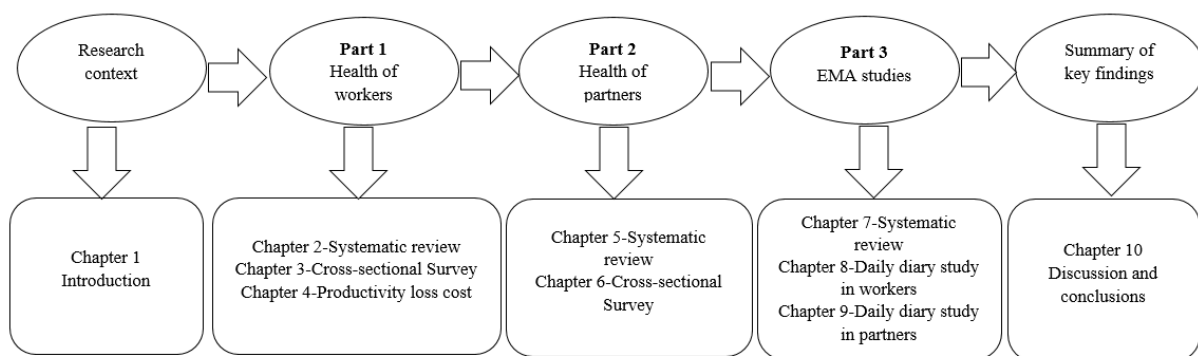 Research
context
Part 1
Health of
workers
Part 2
Health of
partners
Part 3
EMA studies
Summary of
key findings
Chapter 1
Introduction
Chapter 2-Systematic review
Chapter 3-Cross-sectional Survey
Chapter 4-Productivity loss cost
Chapter 5-Systematic
review
Chapter 6-Cross-sectional
Survey
Chapter 7-Systematic
review
Chapter 8-Daily diary study
in workers
Chapter 9-Daily diary study
in partners
Chapter 10
Discussion and
conclusions